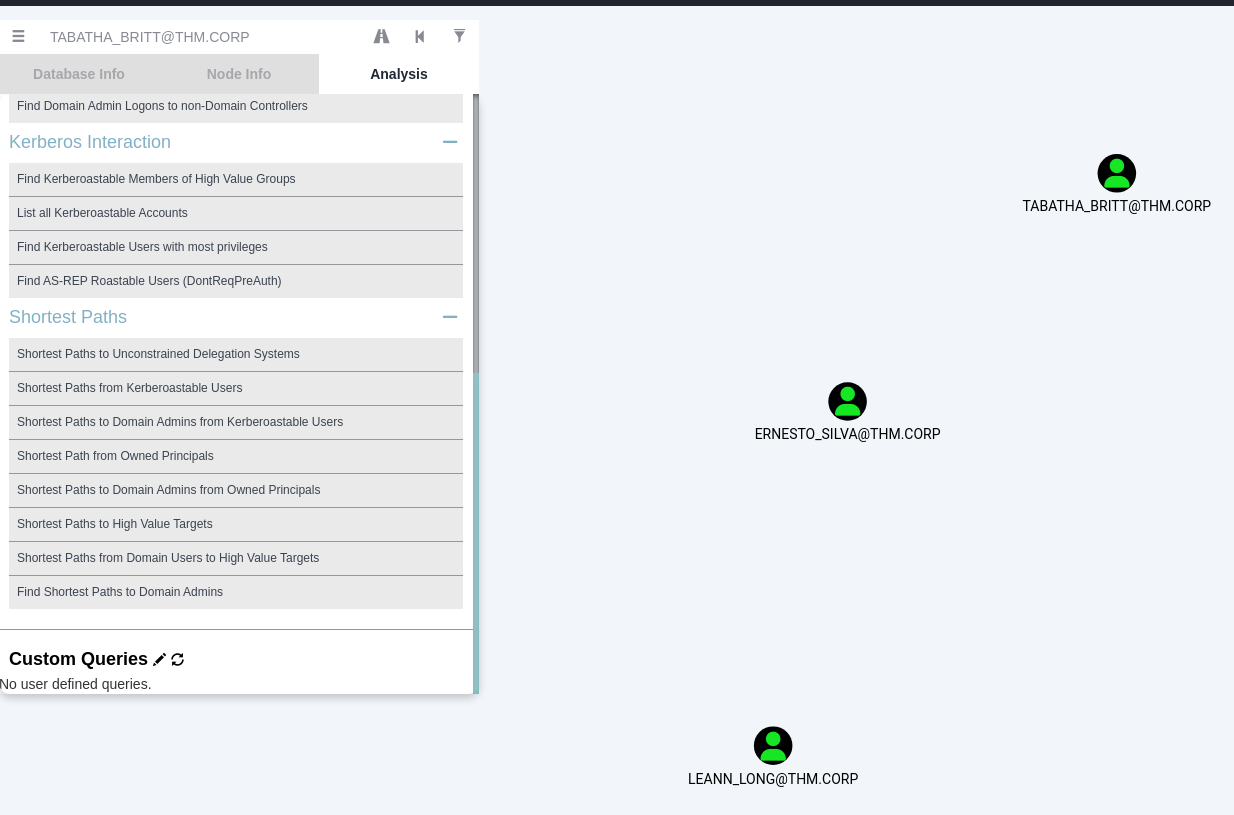 TABATHA_BRITT@THM.CORP
Database Info
Node Info
Analysis
Find Domain Admin Logons to non-Domain Controllers
Kerberos Interaction
Find Kerberoastable Members of High Value Groups
List all Kerberoastable Accounts
Find Kerberoastable Users with most privileges
Find AS-REP Roastable Users (DontReqPreAuth)
Shortest Paths
Shortest Paths to Unconstrained Delegation Systems
Shortest Paths from Kerberoastable Users
Shortest Paths to Domain Admins from Kerberoastable Users
Shortest Path from Owned Principals
Shortest Paths to Domain Admins from Owned Principals
Shortest Paths to High Value Targets
Shortest Paths from Domain Users to High Value Targets
Find Shortest Paths to Domain Admins
Custom Queries
No user defined queries.
TABATHA_BRITT@THM.CORP
ERNESTO_SILVA@THM.CORP
LEANN_LONG@THM.CORP